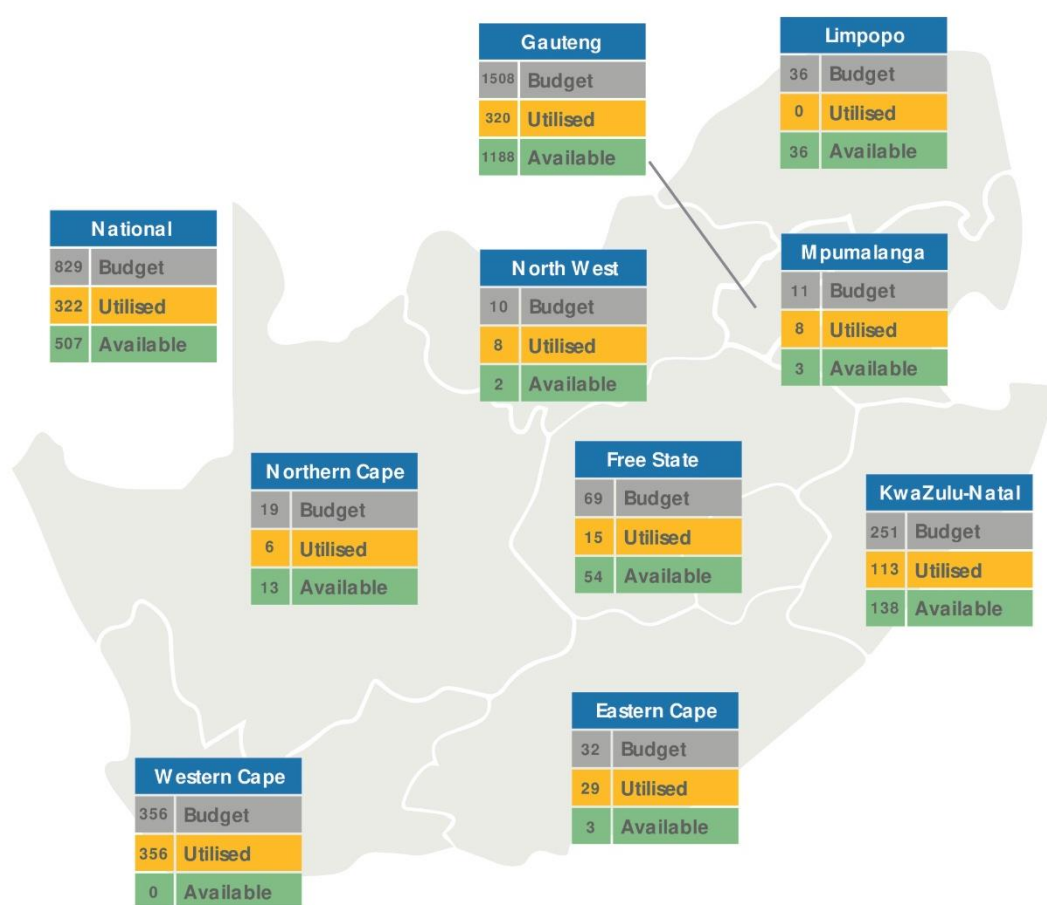 Gauteng
1508 Budget
320 Utilised
1188 Available
Limpopo
36 Budget
0 Utilised
36 Available
National
829 Budget
322 Utilised
507 Available
North West
10 Budget
8 Utilised
2 Available
Mpumalanga
11 Budget
8 Utilised
3 Available
Northern Cape
19 Budget
6 Utilised
13 Available
Free State
69 Budget
15 Utilised
54 Available
KwaZulu-Natal
251 Budget
113 Utilised
138 Available
Eastern Cape
32 Budget
29 Utilised
3 Available
Western Cape
356 Budget
356 Utilised
0 Available